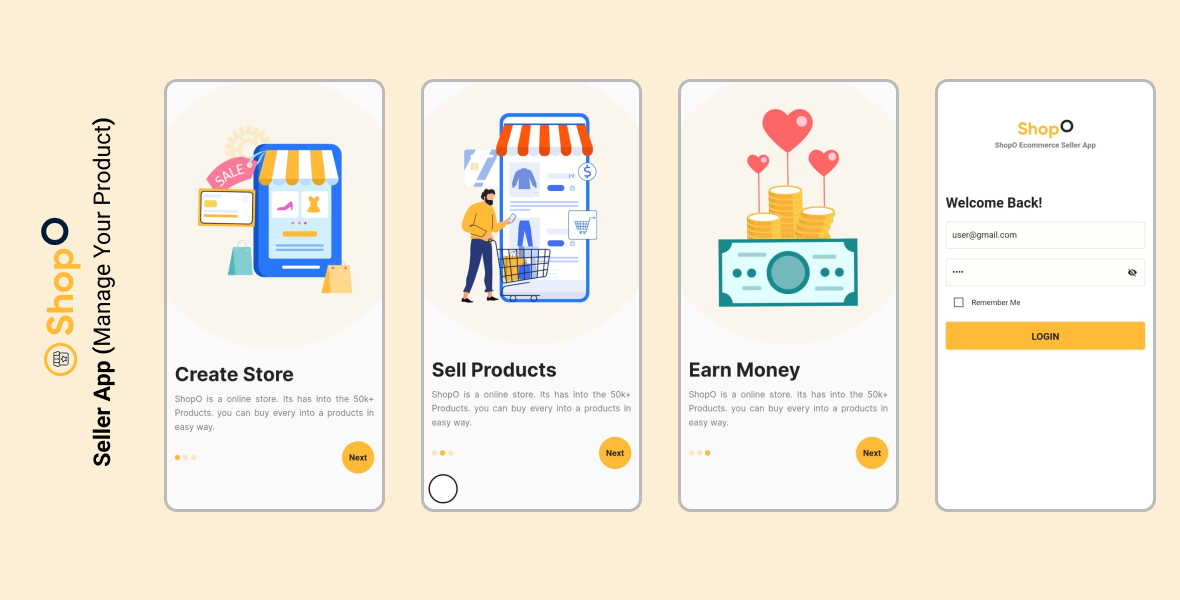 ShopO
Seller App (Manage Your Product)
SALE
Create Store
ShopO is a online store. Its has into the 50k+
Products. you can buy every into a products in
easy way.
Next
$
Sell Products
ShopO is a online store. Its has into the 50k+
Products. you can buy every into a products in
easy way.
Next
Earn Money
ShopO is a online store. Its has into the 50k+
Products. you can buy every into a products in
easy way.
Next
ShopO
ShopO Ecommerce Seller App
Welcome Back!
user@gmail.com
••••
Remember Me
LOGIN